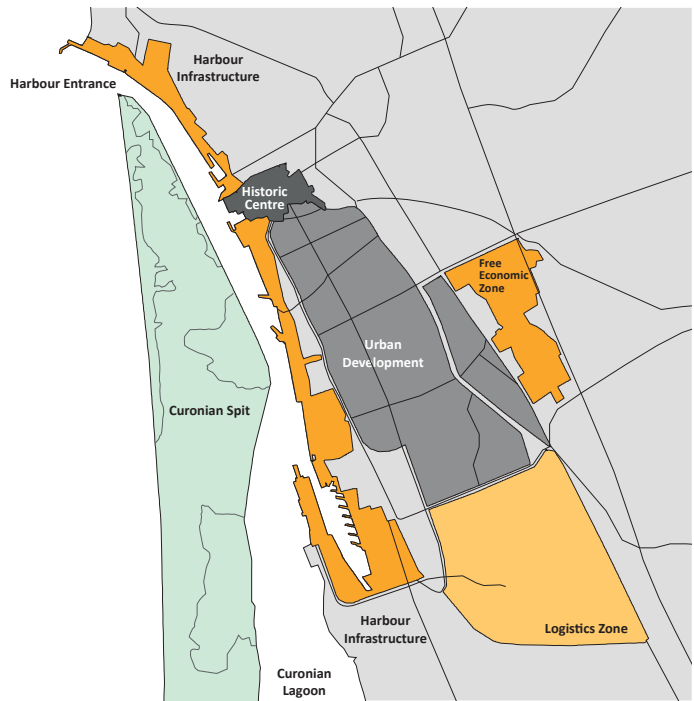 Harbour
Infrastructure
Harbour Entrance
Historic
Centre
Free
Economic
Zone
Urban
Development
Curonian Spit
Logistics Zone
Harbour
Infrastructure
Curonian
Lagoon